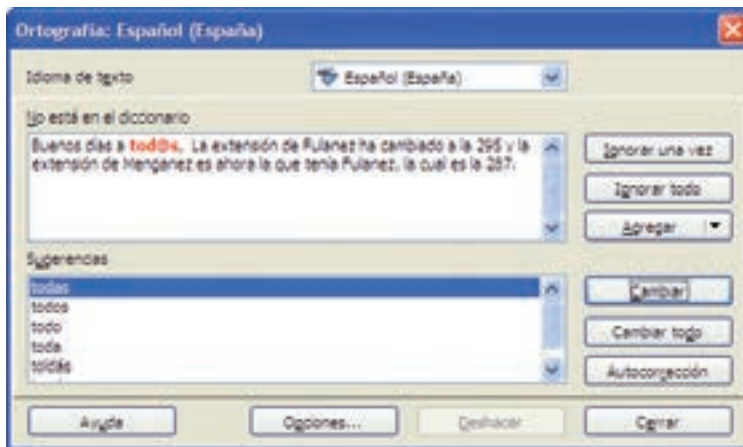 Ortografía: Español (España)
Idioma de texto
Español (España)
No está en el diccionario
Buenos días a tod@s, La extensión de Fulanez ha cambiado a la 295 y la
extensión de Menganez es ahora la que tenía Fulanez, la cual es la 287.
Ignorar una vez
Ignorar todo
Agregar
Sugerencias
todas
todos
todo
toda
toldas
Cambiar
Cambiar todo
Autocorrección
Ayuda
Opciones...
Deshacer
Cerrar